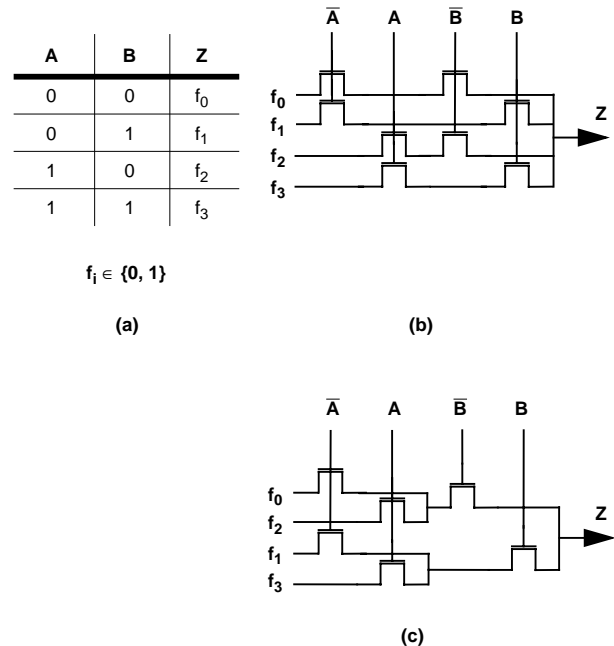 A B Z
0 0 f0
0 1 f1
1 0 f2
1 1 f3
fi ∈ {0, 1}
(a)
A̅ A B̅ B
f0
f1
f2
f3
Z
(b)
A̅ A B̅ B
f0
f2
f1
f3
Z
(c)